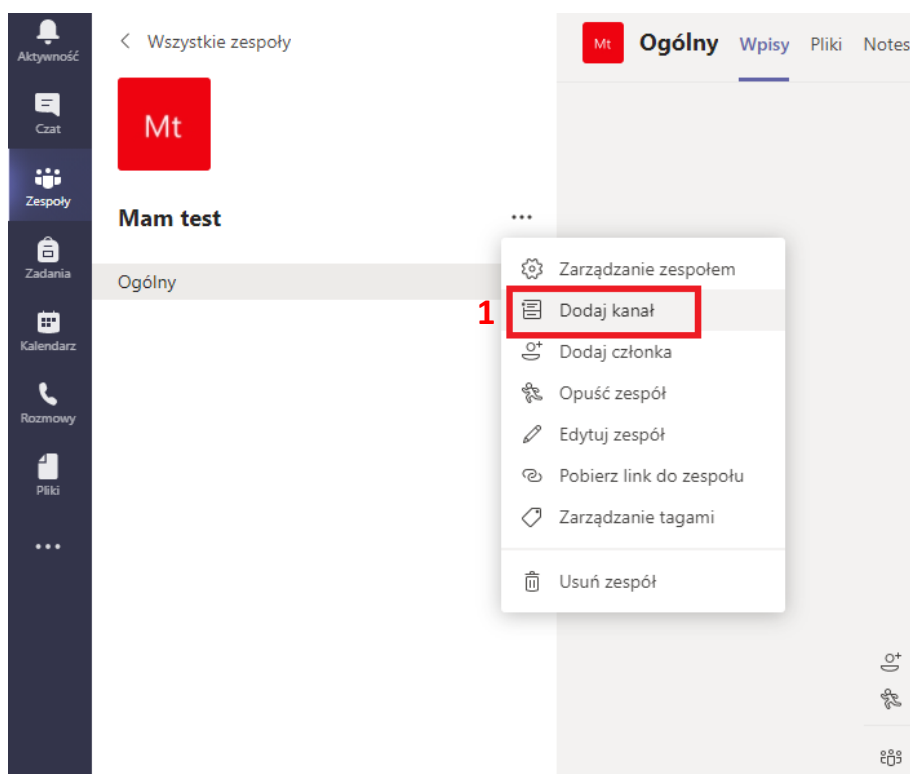 Aktywność
Czat
Zespoły
Zadania
Kalendarz
Rozmowy
Pliki
Wszystkie zespoły
Mt
Mam test
Ogólny
Mt Ogólny Wpisy Pliki Notes
Zarządzanie zespołem
1 Dodaj kanał
Dodaj członka
Opuść zespół
Edytuj zespół
Pobierz link do zespołu
Zarządzanie tagami
Usuń zespół